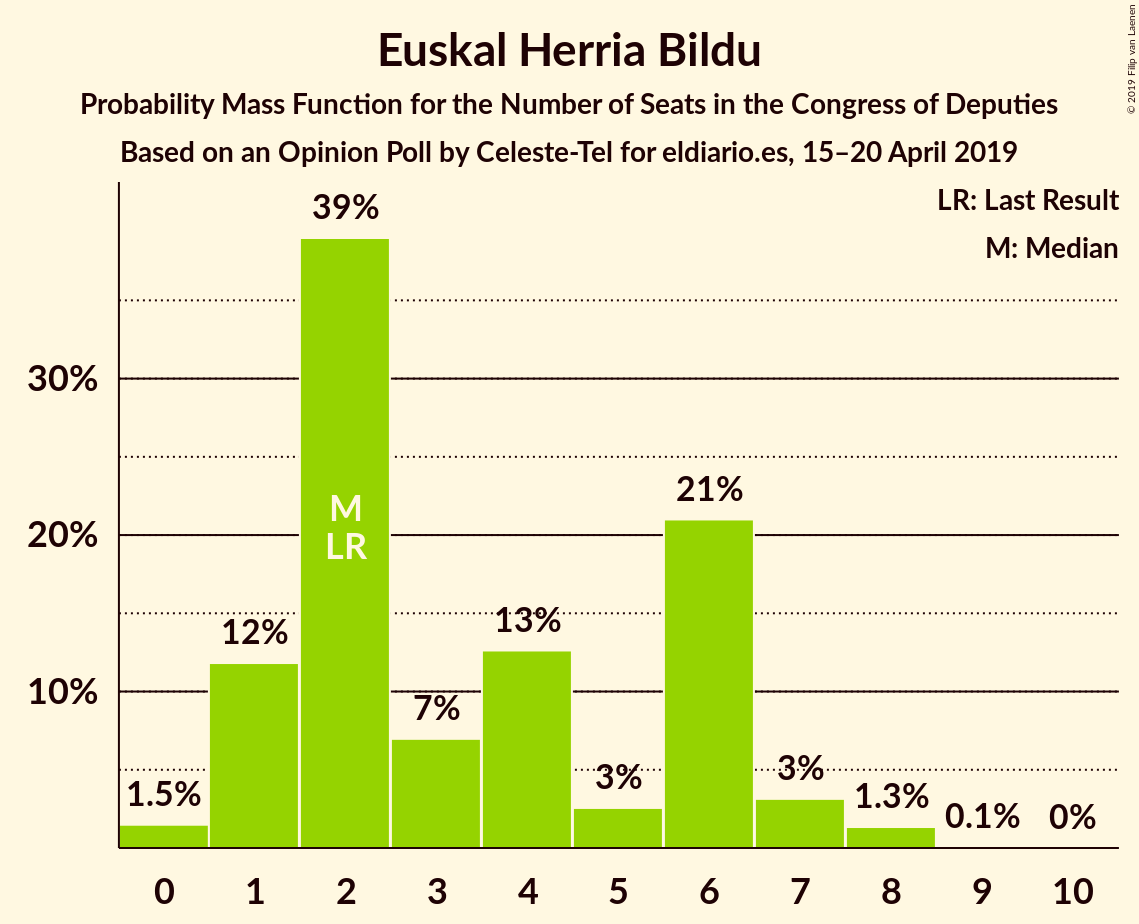 Euskal Herria Bildu
Probability Mass Function for the Number of Seats in the Congress of Deputies
Based on an Opinion Poll by Celeste-Tel for eldiario.es, 15–20 April 2019
© 2019 Filip van Laenen
LR: Last Result
M: Median
30%
20%
10%
1.5%
12%
39%
M
LR
7%
13%
3%
21%
3%
1.3%
0.1%
0%
0 1 2 3 4 5 6 7 8 9 10